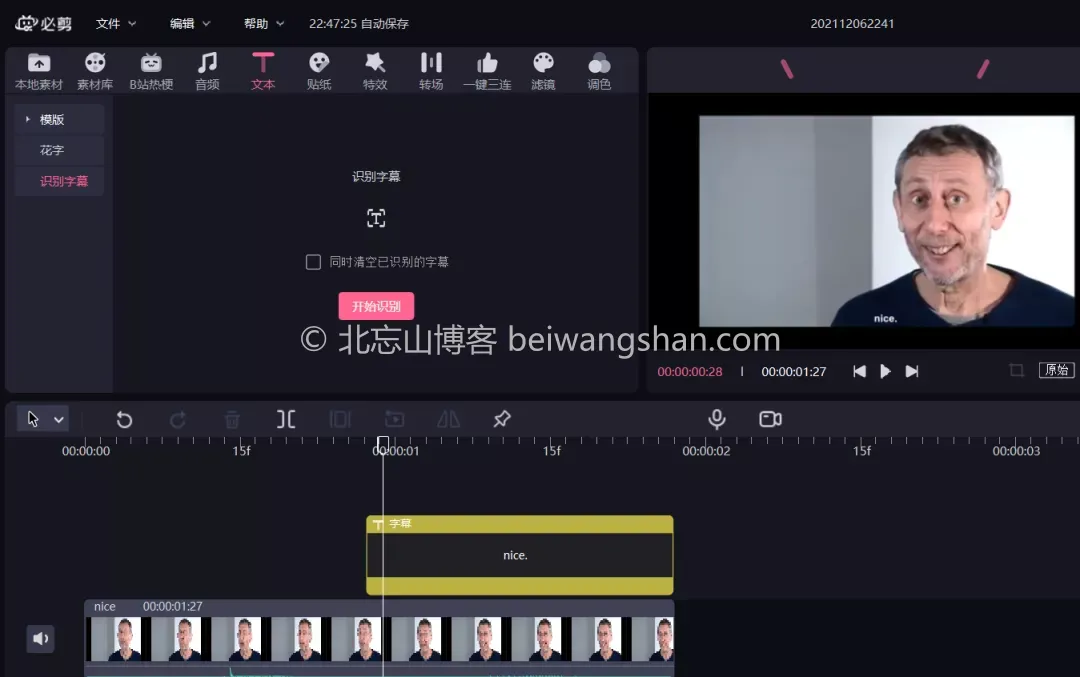 必剪 文件 编辑 帮助 22:47:25 自动保存 202112062241
本地素材 素材库 B站热梗 音频 文本 贴纸 特效 转场 一键三连 滤镜 调色
模版
花字
识别字幕
识别字幕
同时清空已识别的字幕
开始识别
nice.
© 北忘山博客 beiwangshan.com
00:00:00:28 00:00:01:27 原始
00:00:00 15f 00:00:01 15f 00:00:02 15f 00:00:03
字幕
nice.
nice 00:00:01:27